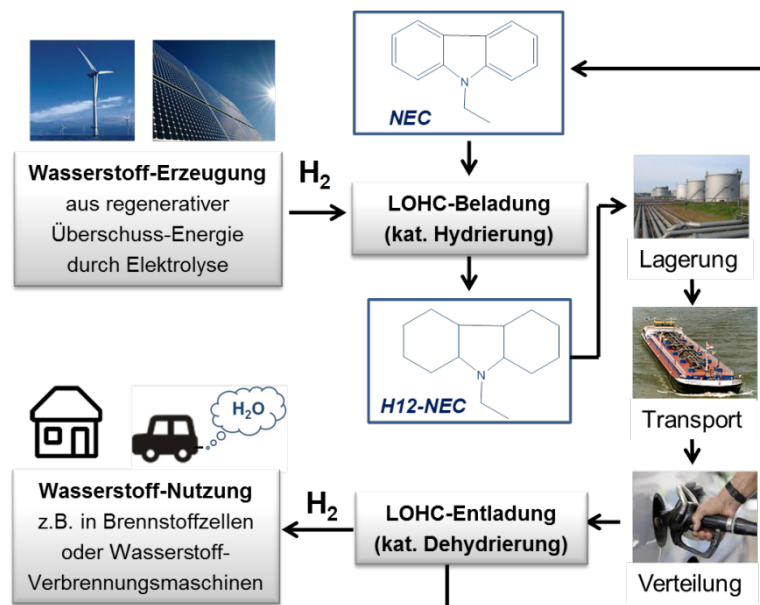 N
NEC
Wasserstoff-Erzeugung
aus regenerativer
Überschuss-Energie
durch Elektrolyse
H₂
LOHC-Beladung
(kat. Hydrierung)
Lagerung
N
H12-NEC
Transport
H₂O
Wasserstoff-Nutzung
z.B. in Brennstoffzellen
oder Wasserstoff-
Verbrennungsmaschinen
H₂
LOHC-Entladung
(kat. Dehydrierung)
Verteilung